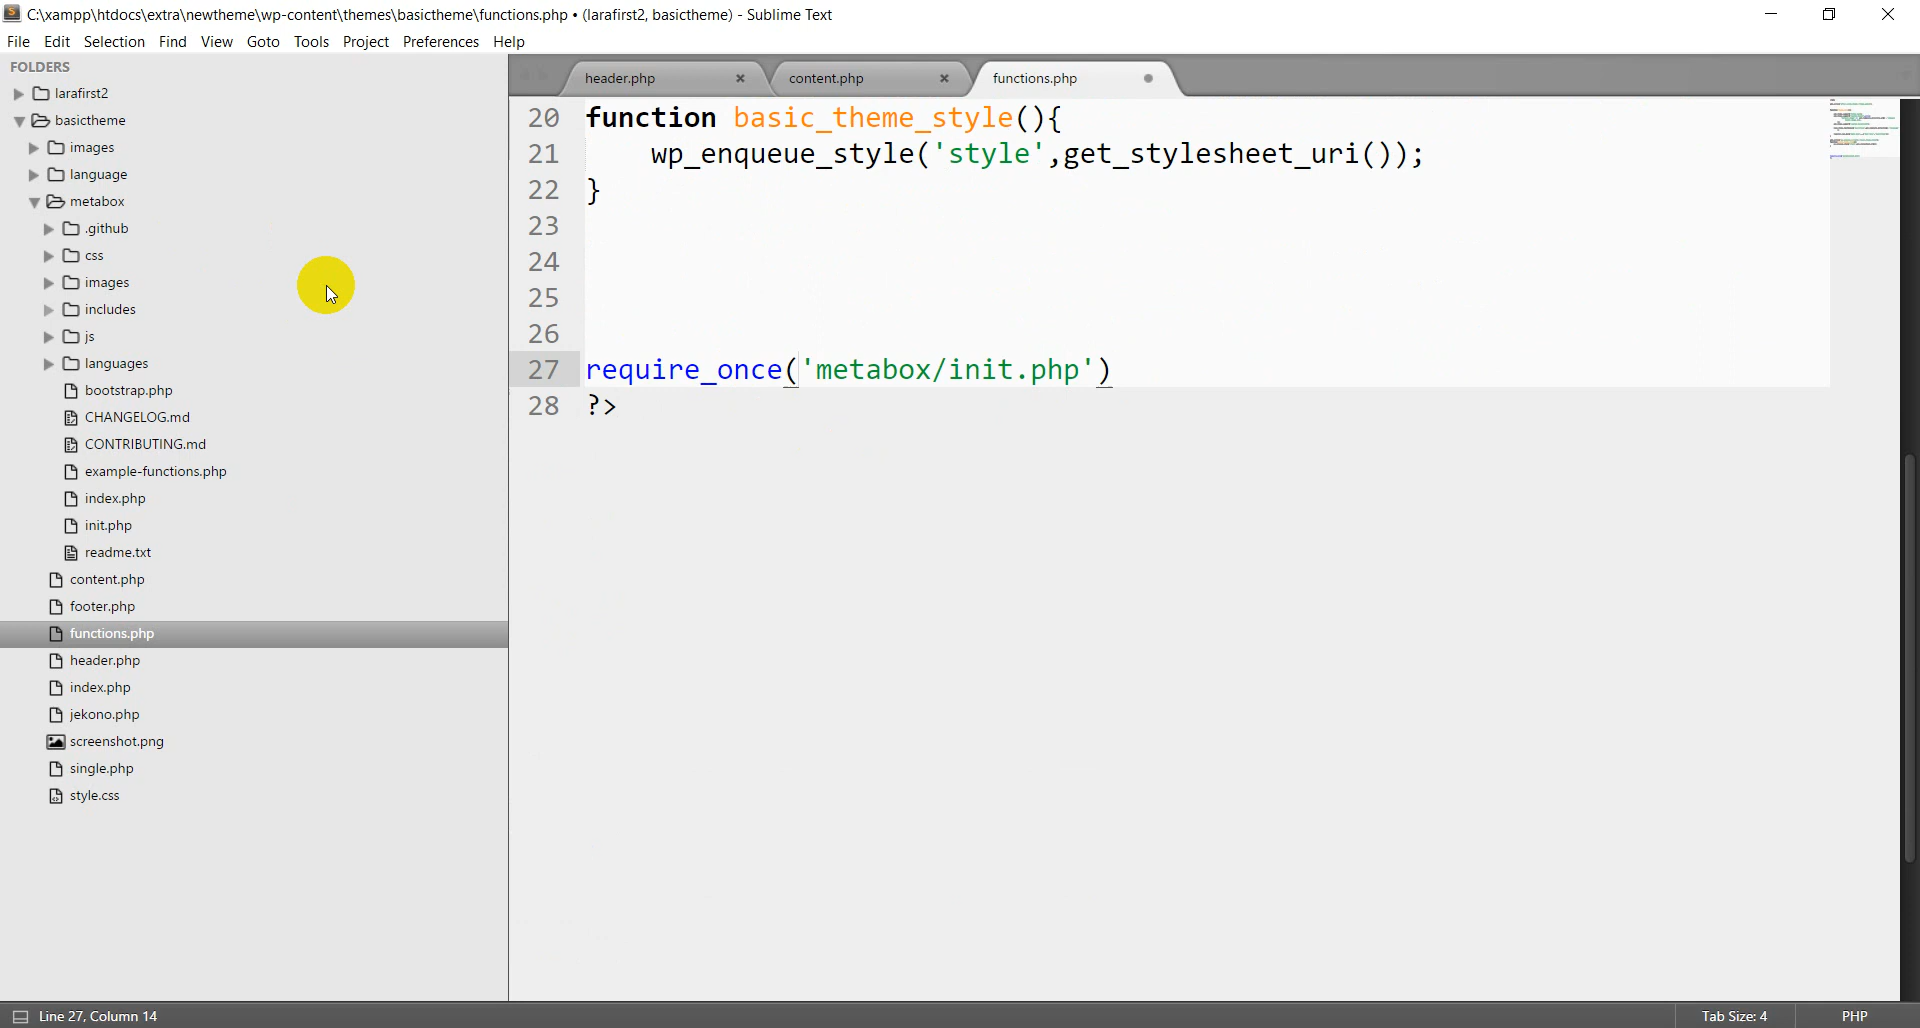 C:\xampp\htdocs\extra\newtheme\wp-content\themes\basictheme\functions.php • (larafirst2, basictheme) - Sublime Text
File Edit Selection Find View Goto Tools Project Preferences Help
FOLDERS
larafirst2
basictheme
images
language
metabox
.github
css
images
includes
js
languages
bootstrap.php
CHANGELOG.md
CONTRIBUTING.md
example-functions.php
index.php
init.php
readme.txt
content.php
footer.php
functions.php
header.php
index.php
jekono.php
screenshot.png
single.php
style.css
header.php content.php functions.php
20 function basic_theme_style(){
21 wp_enqueue_style('style',get_stylesheet_uri());
22 }
23
24
25
26
27 require_once('metabox/init.php')
28 ?>
Line 27, Column 14 Tab Size: 4 PHP